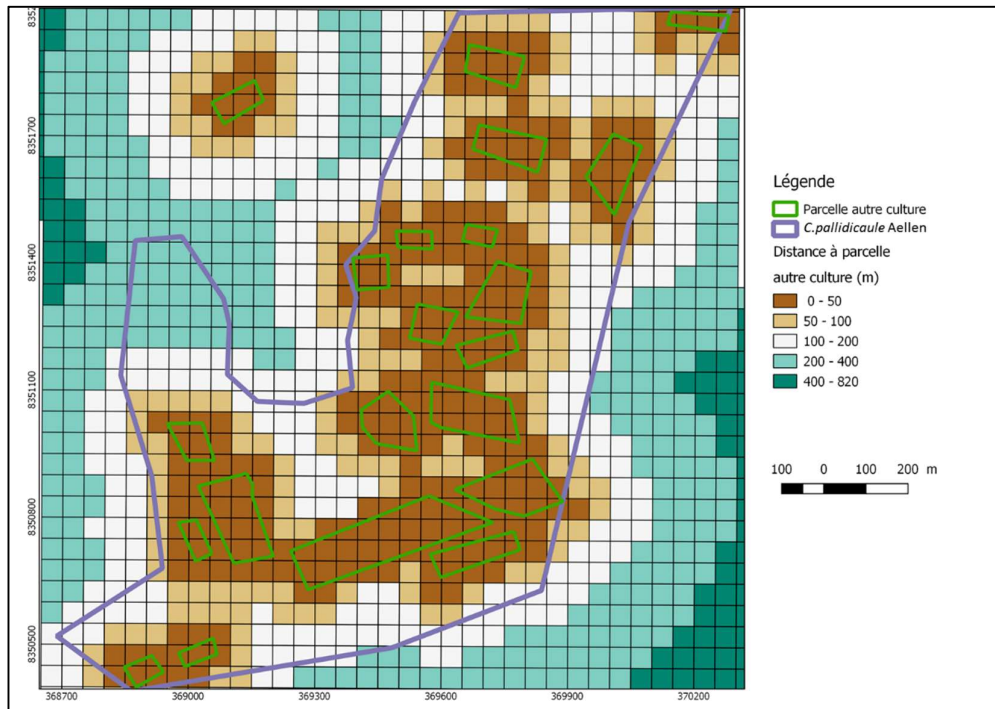 8352
8351700
8351400
8351100
8350800
8350500
368700 369000 369300 369600 369900 370200
Légende
Parcelle autre culture
C.pallidicaule Aellen
Distance à parcelle
autre culture (m)
0 - 50
50 - 100
100 - 200
200 - 400
400 - 820
100 0 100 200 m